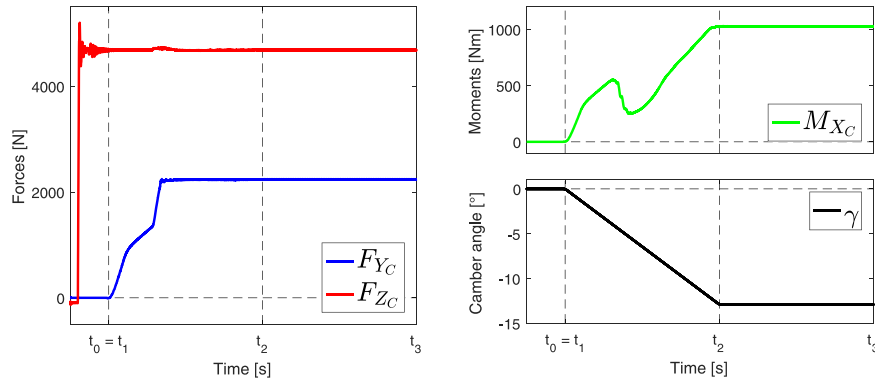 Forces [N]
4000
2000
0
F_{Y_C}
F_{Z_C}
t_0 = t_1
t_2
t_3
Time [s]
Moments [Nm]
1000
500
0
M_{X_C}
Camber angle [°]
0
-5
-10
-15
γ
t_0 = t_1
t_2
t_3
Time [s]